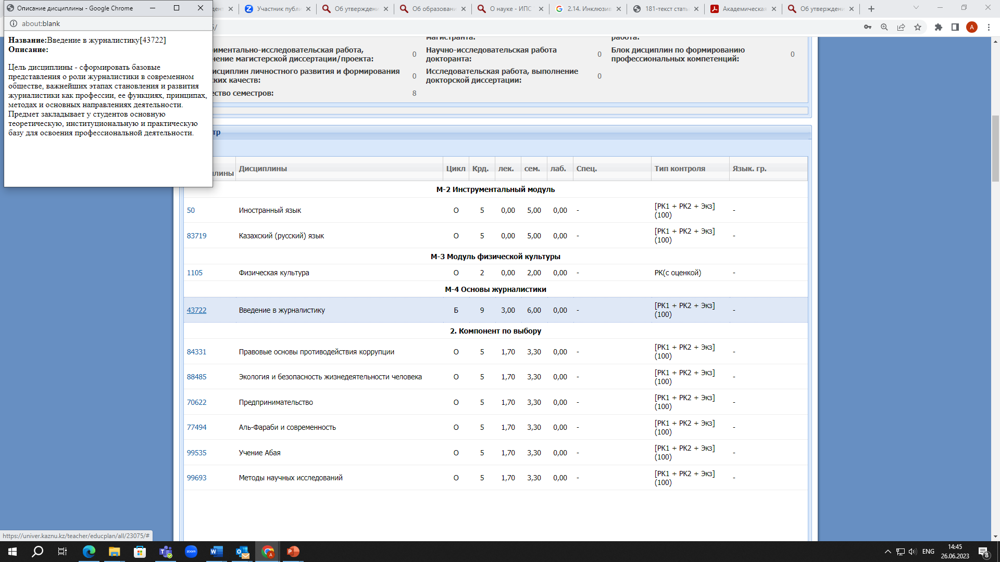 Описание дисциплины - Google Chrome
about:blank
Название:Введение в журналистику[43722]
Описание:
Цель дисциплины - сформировать базовые
представления о роли журналистики в современном
обществе, важнейших этапах становления и развития
журналистики как профессии, ее функциях, принципах,
методах и основных направлениях деятельности.
Предмет закладывает у студентов основную
теоретическую, институциональную и практическую
базу для освоения профессиональной деятельности.
Участник публи
Об утверждени
Об образовани
О науке - ИПС
2.14. Инклюзив
181-текст стать
Академическая
Об утверждени
5/
A
магистранта:
работа:
риментально-исследовательская работа,
нение магистерской диссертации/проекта:
0
Научно-исследовательская работа
докторанта:
0
Блок дисциплин по формированию
профессиональных компетенций:
0
исциплин личностного развития и формирования
ких качеств:
0
Исследовательская работа, выполнение
докторской диссертации:
0
ество семестров:
8
тр
плины
Дисциплины
Цикл
Крд.
лек.
сем.
лаб.
Спец.
Тип контроля
Язык. гр.
М-2 Инструментальный модуль
50 Иностранный язык О 5 0,00 5,00 0,00 - [РК1 + РК2 + Экз] (100) -
83719 Казахский (русский) язык О 5 0,00 5,00 0,00 - [РК1 + РК2 + Экз] (100) -
М-3 Модуль физической культуры
1105 Физическая культура О 2 0,00 2,00 0,00 - РК(с оценкой) -
М-4 Основы журналистики
43722 Введение в журналистику Б 9 3,00 6,00 0,00 - [РК1 + РК2 + Экз] (100) -
2. Компонент по выбору
84331 Правовые основы противодействия коррупции О 5 1,70 3,30 0,00 - [РК1 + РК2 + Экз] (100) -
88485 Экология и безопасность жизнедеятельности человека О 5 1,70 3,30 0,00 - [РК1 + РК2 + Экз] (100) -
70622 Предпринимательство О 5 1,70 3,30 0,00 - [РК1 + РК2 + Экз] (100) -
77494 Аль-Фараби и современность О 5 1,70 3,30 0,00 - [РК1 + РК2 + Экз] (100) -
99535 Учение Абая О 5 1,70 3,30 0,00 - [РК1 + РК2 + Экз] (100) -
99693 Методы научных исследований О 5 1,70 3,30 0,00 - [РК1 + РК2 + Экз] (100) -
https://univer.kaznu.kz/teacher/educplan/all/23075/#
zoom
ENG
14:45
26.06.2023
8